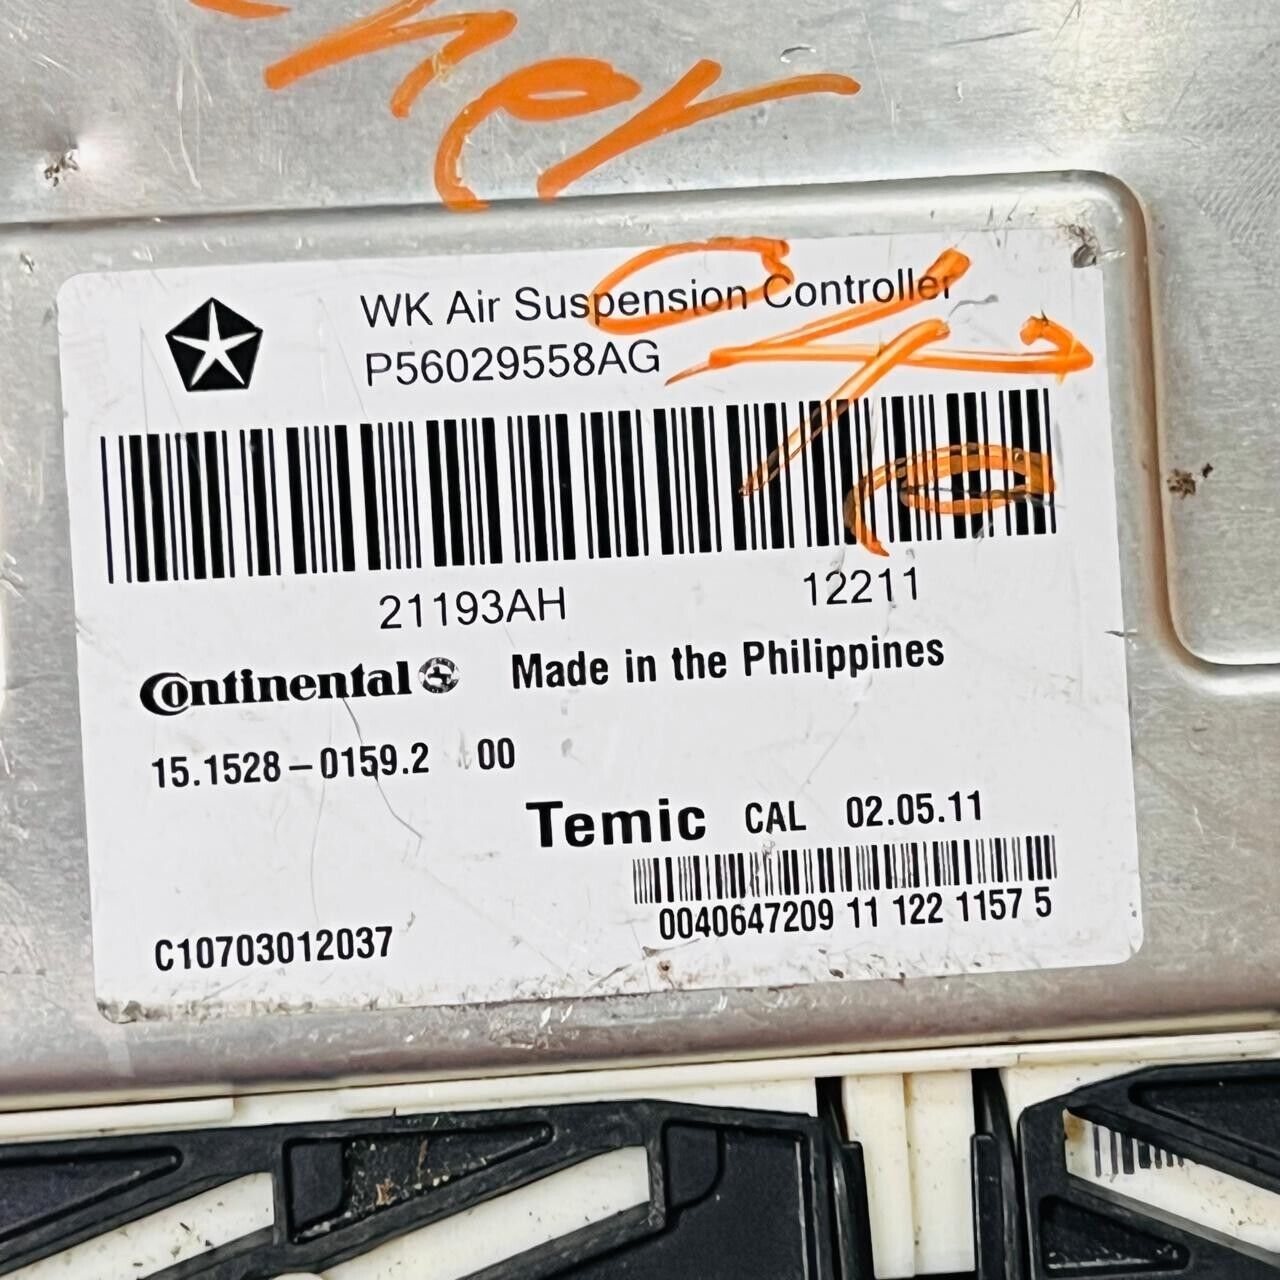 WK Air Suspension Controller
P56029558AG
21193AH 12211
Continental Made in the Philippines
15.1528-0159.2 00
Temic CAL 02.05.11
0040647209 11 122 1157 5
C10703012037